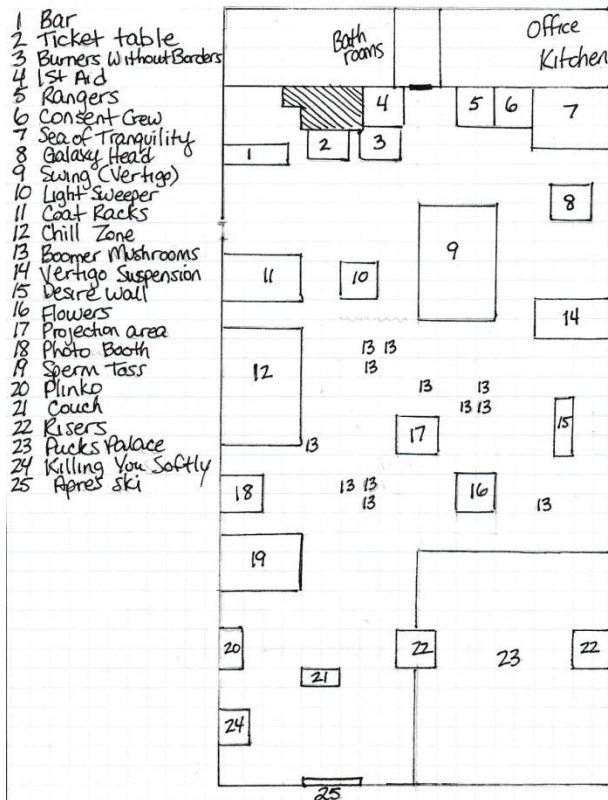 1 Bar
2 Ticket table
3 Burners Without Borders
4 1st Aid
5 Rangers
6 Consent Crew
7 Sea of Tranquility
8 Galaxy Head
9 Swing (Vertigo)
10 Light Sweeper
11 Coat Racks
12 Chill Zone
13 Boomer Mushrooms
14 Vertigo Suspension
15 Desire Wall
16 Flowers
17 Projection area
18 Photo Booth
19 Sperm Toss
20 Plinko
21 Couch
22 Risers
23 Pucks Palace
24 Killing You Softly
25 Apres Ski
Bath
rooms
Office
Kitchen
4
5
6
7
1
2
3
8
9
11
10
14
12
13 13
13
13
13
13 13
15
17
13
18
13 13
13
16
13
19
20
22
23
22
21
24
25